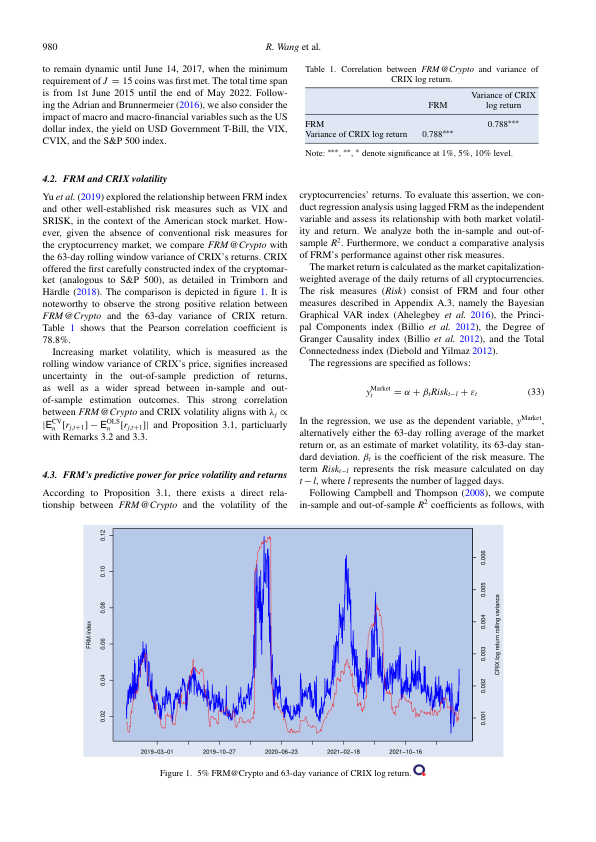 980
R. Wang et al.
to remain dynamic until June 14, 2017, when the minimum
requirement of J = 15 coins was first met. The total time span
is from 1st June 2015 until the end of May 2022. Follow-
ing the Adrian and Brunnermeier (2016), we also consider the
impact of macro and macro-financial variables such as the US
dollar index, the yield on USD Government T-Bill, the VIX,
CVIX, and the S&P 500 index.
4.2. FRM and CRIX volatility
Yu et al. (2019) explored the relationship between FRM index
and other well-established risk measures such as VIX and
SRISK, in the context of the American stock market. How-
ever, given the absence of conventional risk measures for
the cryptocurrency market, we compare FRM@Crypto with
the 63-day rolling window variance of CRIX's returns. CRIX
offered the first carefully constructed index of the cryptomar-
ket (analogous to S&P 500), as detailed in Trimborn and
Härdle (2018). The comparison is depicted in figure 1. It is
noteworthy to observe the strong positive relation between
FRM@Crypto and the 63-day variance of CRIX return.
Table 1 shows that the Pearson correlation coefficient is
78.8%.
Increasing market volatility, which is measured as the
rolling window variance of CRIX's price, signifies increased
uncertainty in the out-of-sample prediction of returns,
as well as a wider spread between in-sample and out-
of-sample estimation outcomes. This strong correlation
between FRM@Crypto and CRIX volatility aligns with λj ∝
|E_n^CV[r_j,t+1] − E_n^OLS[r_j,t+1]| and Proposition 3.1, particluarly
with Remarks 3.2 and 3.3.
4.3. FRM's predictive power for price volatility and returns
According to Proposition 3.1, there exists a direct rela-
tionship between FRM@Crypto and the volatility of the
Table 1. Correlation between FRM@Crypto and variance of
CRIX log return.
Variance of CRIX
FRM log return
FRM 0.788***
Variance of CRIX log return 0.788***
Note: ***, **, * denote significance at 1%, 5%, 10% level.
cryptocurrencies' returns. To evaluate this assertion, we con-
duct regression analysis using lagged FRM as the independent
variable and assess its relationship with both market volatil-
ity and return. We analyze both the in-sample and out-of-
sample R². Furthermore, we conduct a comparative analysis
of FRM's performance against other risk measures.
The market return is calculated as the market capitalization-
weighted average of the daily returns of all cryptocurrencies.
The risk measures (Risk) consist of FRM and four other
measures described in Appendix A.3, namely the Bayesian
Graphical VAR index (Ahelegbey et al. 2016), the Princi-
pal Components index (Billio et al. 2012), the Degree of
Granger Causality index (Billio et al. 2012), and the Total
Connectedness index (Diebold and Yilmaz 2012).
The regressions are specified as follows:
y_t^Market = α + β_t Risk_t−l + ε_t (33)
In the regression, we use as the dependent variable, y^Market,
alternatively either the 63-day rolling average of the market
return or, as an estimate of market volatility, its 63-day stan-
dard deviation. β_t is the coefficient of the risk measure. The
term Risk_t−l represents the risk measure calculated on day
t − l, where l represents the number of lagged days.
Following Campbell and Thompson (2008), we compute
in-sample and out-of-sample R² coefficients as follows, with
FRM index
0.12
0.10
0.08
0.06
0.04
0.02
0.006
0.005
0.004
0.003
0.002
0.001
CRIX log return rolling variance
2019−03−01 2019−10−27 2020−06−23 2021−02−18 2021−10−16
Figure 1. 5% FRM@Crypto and 63-day variance of CRIX log return.